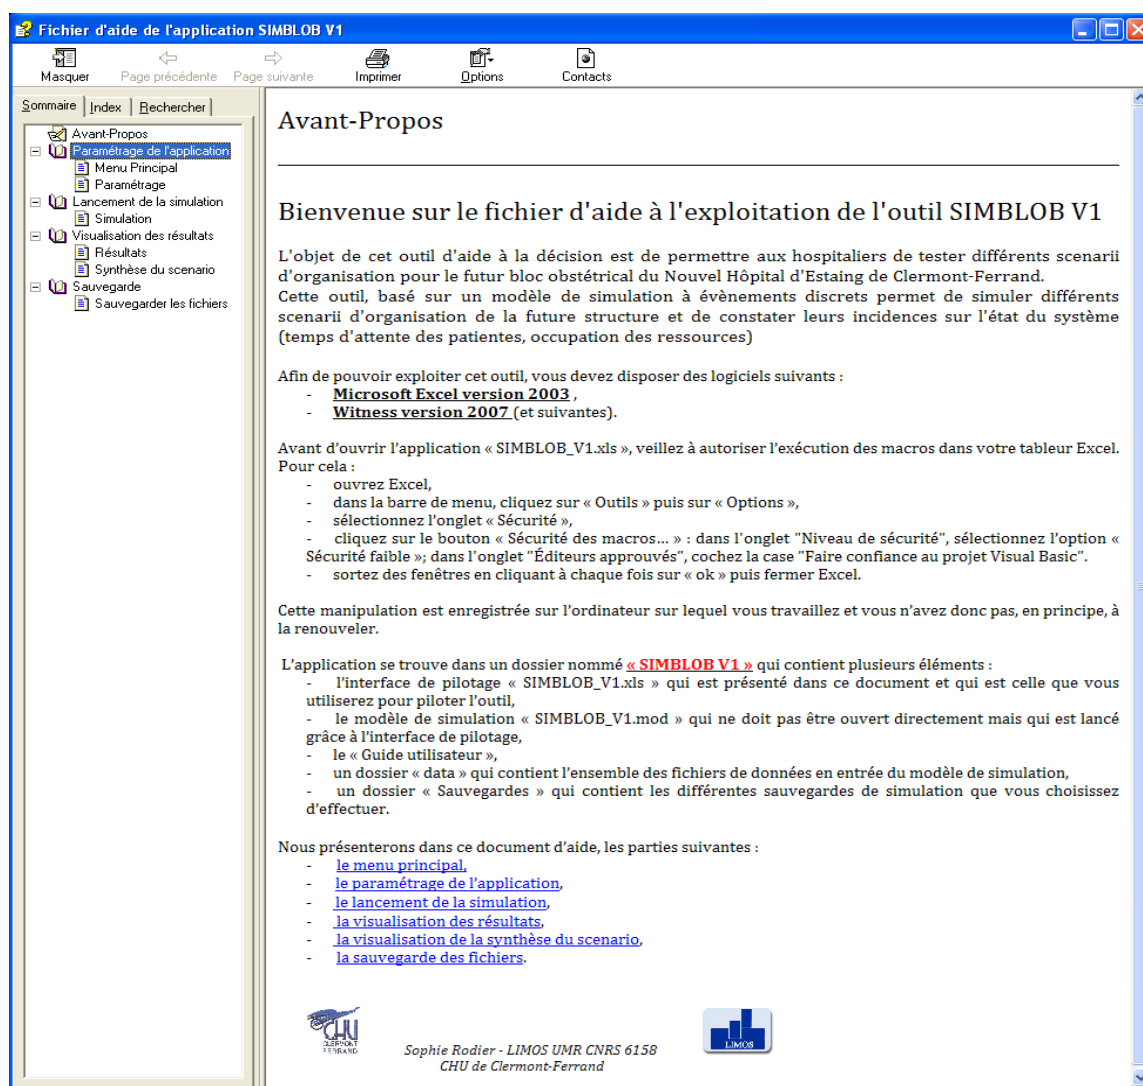 Fichier d'aide de l'application SIMBLOB V1
Masquer Page précédente Page suivante Imprimer Options Contacts
Sommaire Index Rechercher
Avant-Propos
Paramétrage de l'application
Menu Principal
Paramétrage
Lancement de la simulation
Simulation
Visualisation des résultats
Résultats
Synthèse du scenario
Sauvegarde
Sauvegarder les fichiers
Avant-Propos
Bienvenue sur le fichier d'aide à l'exploitation de l'outil SIMBLOB V1
L'objet de cet outil d'aide à la décision est de permettre aux hospitaliers de tester différents scenarii
d'organisation pour le futur bloc obstétrical du Nouvel Hôpital d'Estaing de Clermont-Ferrand.
Cette outil, basé sur un modèle de simulation à évènements discrets permet de simuler différents
scenarii d'organisation de la future structure et de constater leurs incidences sur l'état du système
(temps d'attente des patientes, occupation des ressources)
Afin de pouvoir exploiter cet outil, vous devez disposer des logiciels suivants :
- Microsoft Excel version 2003 ,
- Witness version 2007 (et suivantes).
Avant d'ouvrir l'application « SIMBLOB_V1.xls », veillez à autoriser l'exécution des macros dans votre tableur Excel.
Pour cela :
- ouvrez Excel,
- dans la barre de menu, cliquez sur « Outils » puis sur « Options »,
- sélectionnez l'onglet « Sécurité »,
- cliquez sur le bouton « Sécurité des macros... » : dans l'onglet "Niveau de sécurité", sélectionnez l'option «
Sécurité faible »; dans l'onglet "Éditeurs approuvés", cochez la case "Faire confiance au projet Visual Basic".
- sortez des fenêtres en cliquant à chaque fois sur « ok » puis fermer Excel.
Cette manipulation est enregistrée sur l'ordinateur sur lequel vous travaillez et vous n'avez donc pas, en principe, à
la renouveler.
L'application se trouve dans un dossier nommé « SIMBLOB V1 » qui contient plusieurs éléments :
- l'interface de pilotage « SIMBLOB_V1.xls » qui est présenté dans ce document et qui est celle que vous
utiliserez pour piloter l'outil,
- le modèle de simulation « SIMBLOB_V1.mod » qui ne doit pas être ouvert directement mais qui est lancé
grâce à l'interface de pilotage,
- le « Guide utilisateur »,
- un dossier « data » qui contient l'ensemble des fichiers de données en entrée du modèle de simulation,
- un dossier « Sauvegardes » qui contient les différentes sauvegardes de simulation que vous choisissez
d'effectuer.
Nous présenterons dans ce document d'aide, les parties suivantes :
- le menu principal,
- le paramétrage de l'application,
- le lancement de la simulation,
- la visualisation des résultats,
- la visualisation de la synthèse du scenario,
- la sauvegarde des fichiers.
CHU
CLERMONT
FERRAND
LIMOS
Sophie Rodier - LIMOS UMR CNRS 6158
CHU de Clermont-Ferrand